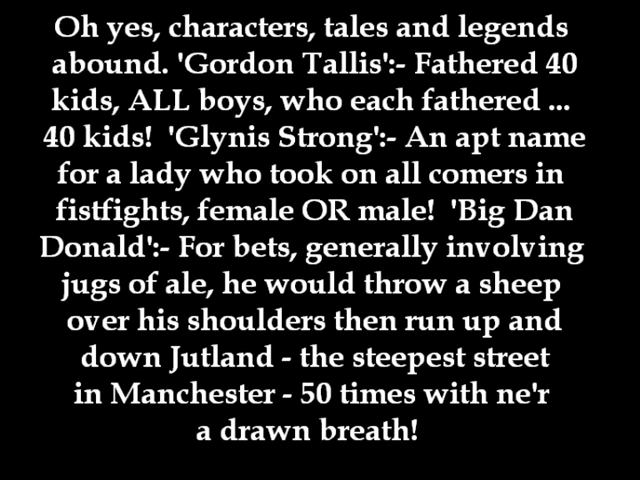 Oh yes, characters, tales and legends
abound. 'Gordon Tallis':- Fathered 40
kids, ALL boys, who each fathered ...
40 kids!  'Glynis Strong':- An apt name
for a lady who took on all comers in
fistfights, female OR male!  'Big Dan
Donald':- For bets, generally involving
jugs of ale, he would throw a sheep
over his shoulders then run up and
down Jutland - the steepest street
in Manchester - 50 times with ne'r
a drawn breath!